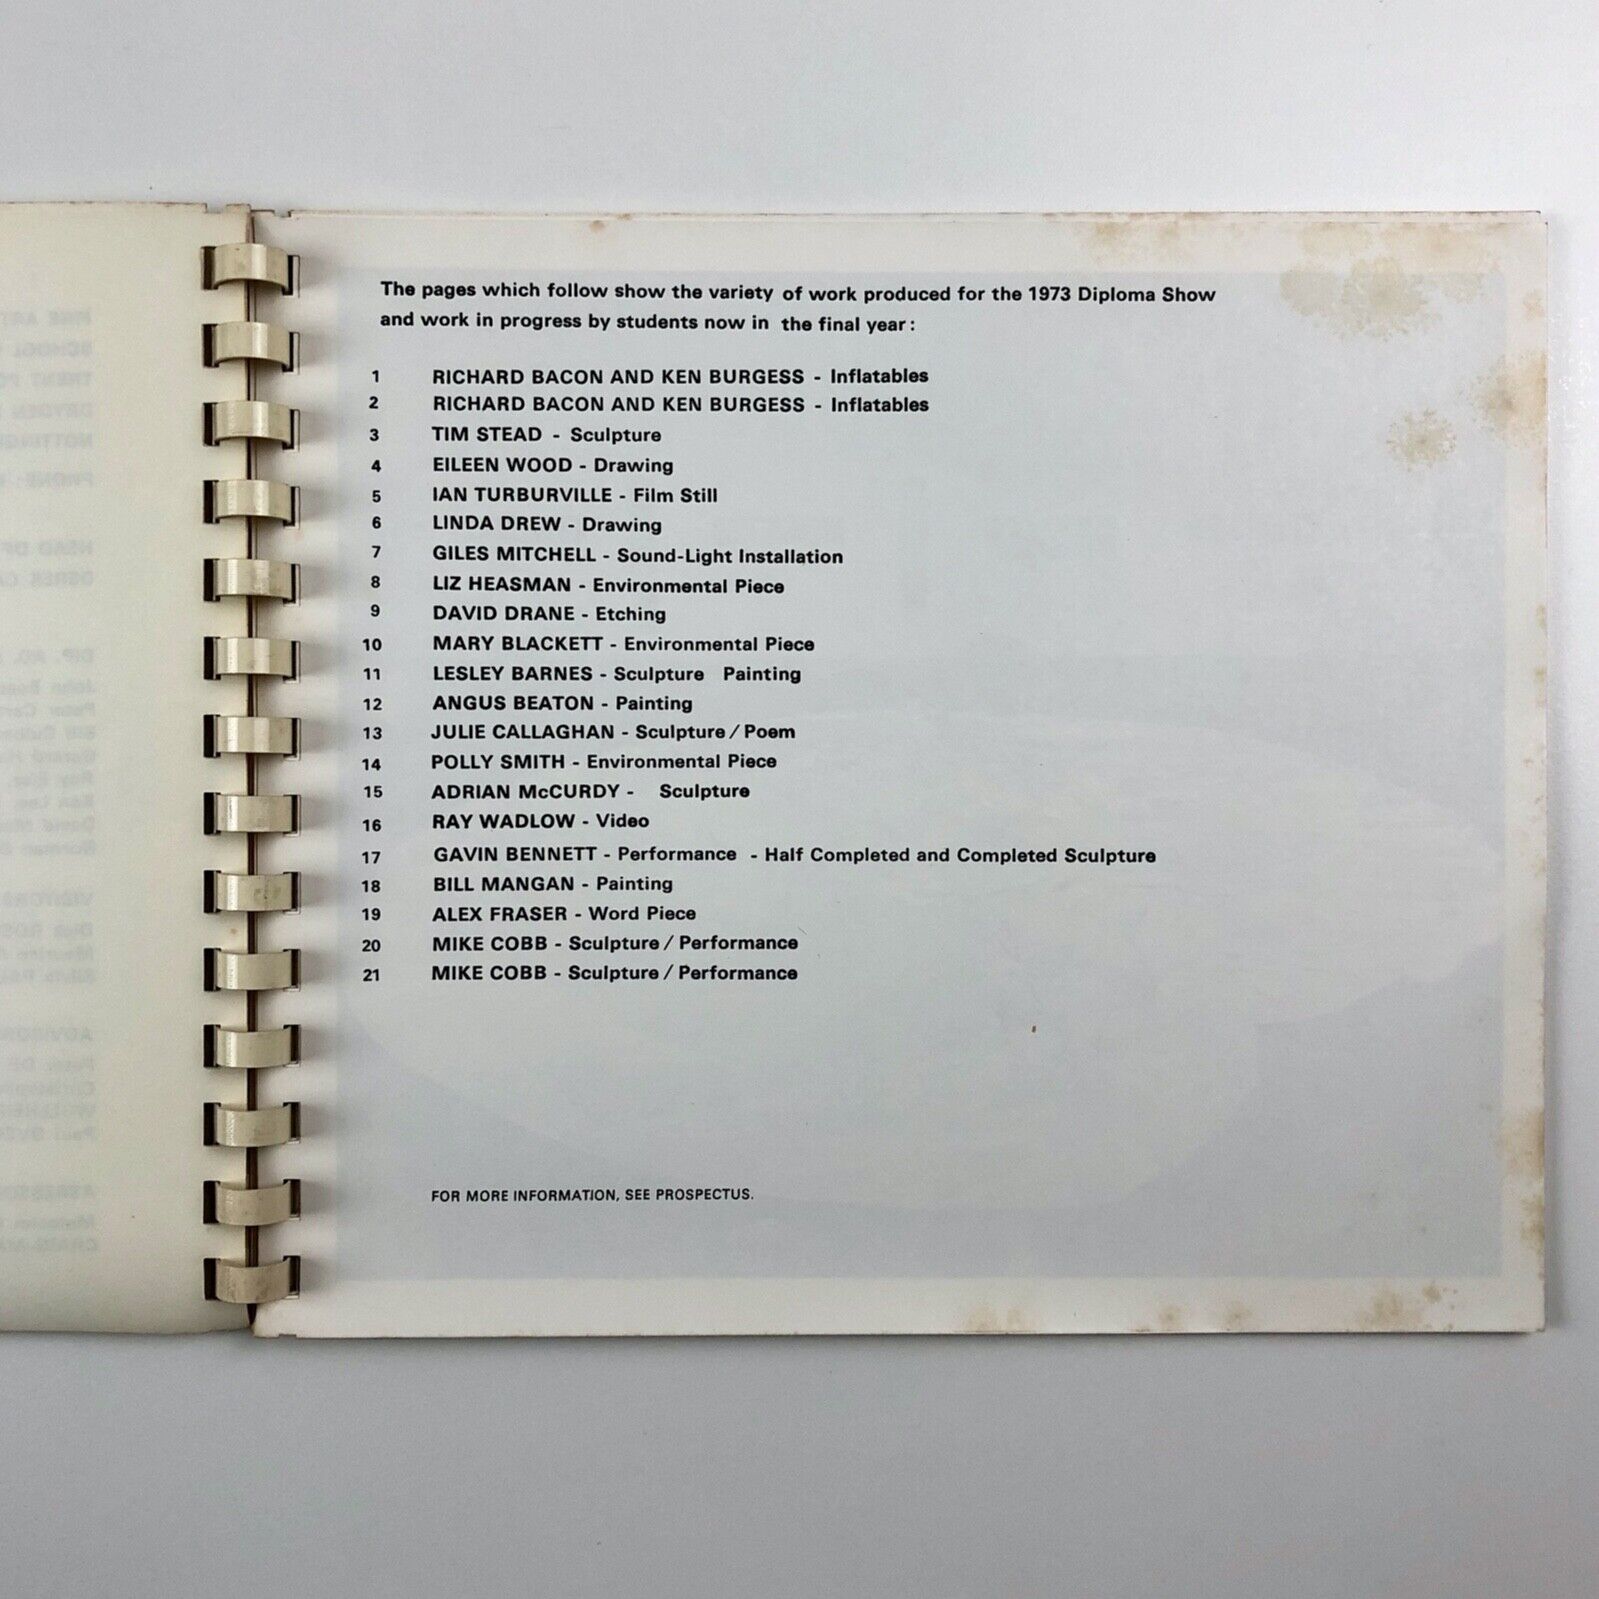 The pages which follow show the variety of work produced for the 1973 Diploma Show
and work in progress by students now in the final year :
1 RICHARD BACON AND KEN BURGESS - Inflatables
2 RICHARD BACON AND KEN BURGESS - Inflatables
3 TIM STEAD - Sculpture
4 EILEEN WOOD - Drawing
5 IAN TURBURVILLE - Film Still
6 LINDA DREW - Drawing
7 GILES MITCHELL - Sound-Light Installation
8 LIZ HEASMAN - Environmental Piece
9 DAVID DRANE - Etching
10 MARY BLACKETT - Environmental Piece
11 LESLEY BARNES - Sculpture Painting
12 ANGUS BEATON - Painting
13 JULIE CALLAGHAN - Sculpture / Poem
14 POLLY SMITH - Environmental Piece
15 ADRIAN McCURDY - Sculpture
16 RAY WADLOW - Video
17 GAVIN BENNETT - Performance - Half Completed and Completed Sculpture
18 BILL MANGAN - Painting
19 ALEX FRASER - Word Piece
20 MIKE COBB - Sculpture / Performance
21 MIKE COBB - Sculpture / Performance
FOR MORE INFORMATION, SEE PROSPECTUS.